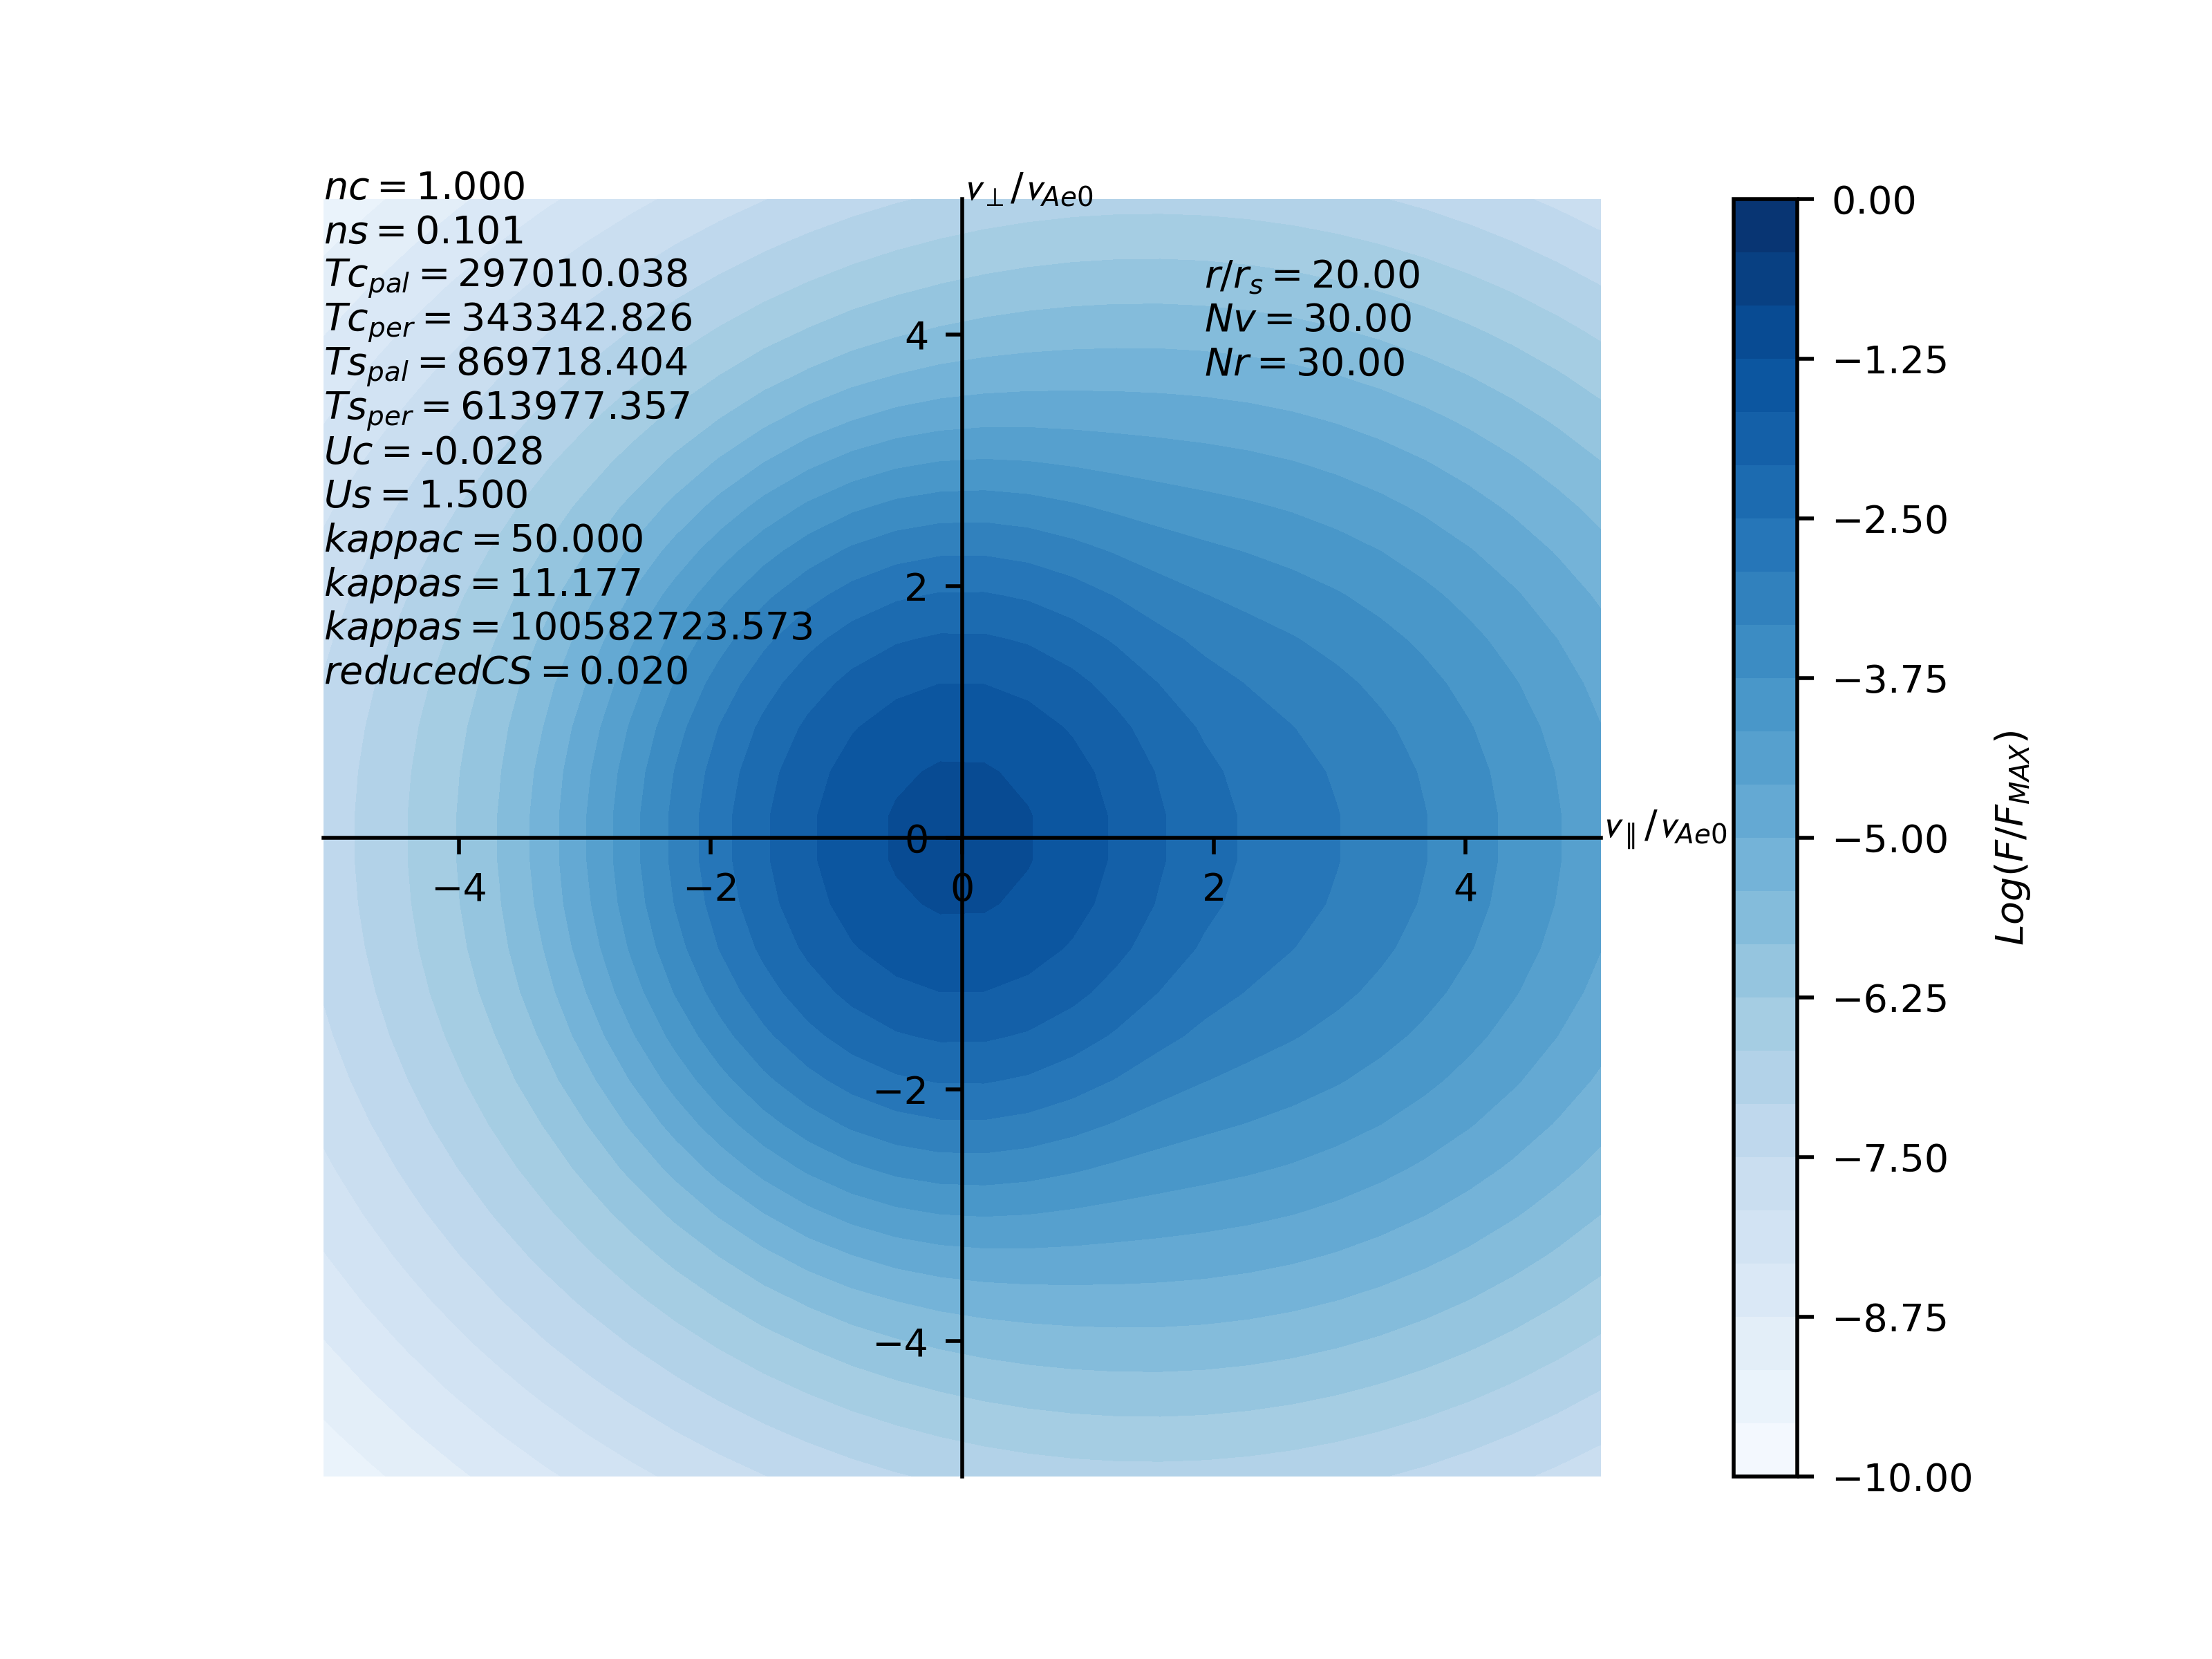 nc = 1.000
ns = 0.101
Tc_pal = 297010.038
Tc_per = 343342.826
Ts_pal = 869718.404
Ts_per = 613977.357
Uc = -0.028
Us = 1.500
kappac = 50.000
kappas = 11.177
kappas = 100582723.573
reducedCS = 0.020
v⊥/v_Ae0
r/r_s = 20.00
Nv = 30.00
Nr = 30.00
4
2
0
−2
−4
−4
−2
0
2
4
v∥/v_Ae0
0.00
−1.25
−2.50
−3.75
−5.00
−6.25
−7.50
−8.75
−10.00
Log(F/F_MAX)